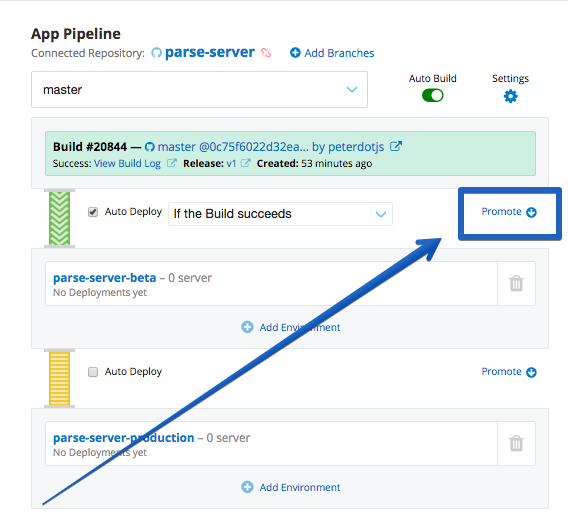 App Pipeline
Connected Repository: parse-server Add Branches
master
Auto Build
Settings
Build #20844 — master @0c75f6022d32ea... by peterdotjs
Success: View Build Log Release: v1 Created: 53 minutes ago
Auto Deploy If the Build succeeds Promote
parse-server-beta – 0 server
No Deployments yet
Add Environment
Auto Deploy Promote
parse-server-production – 0 server
No Deployments yet
Add Environment